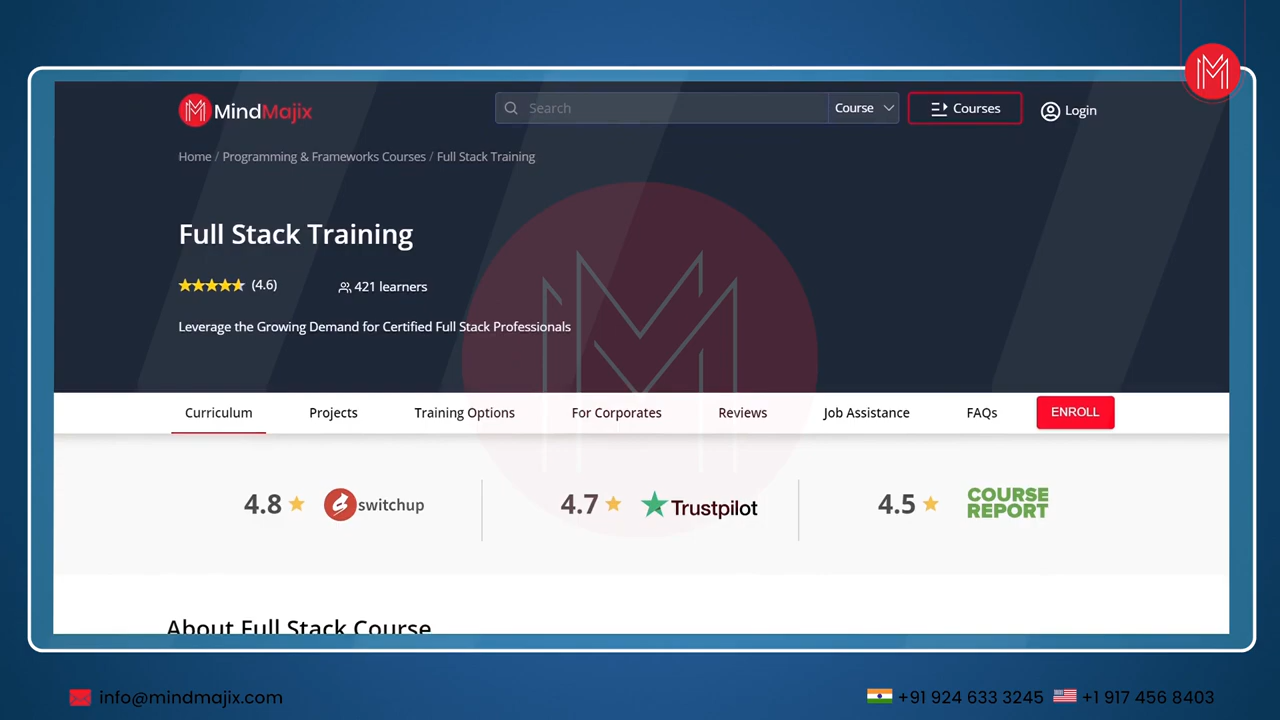 MindMajix
Search
Course
Courses
Login
Home / Programming & Frameworks Courses / Full Stack Training
Full Stack Training
(4.6)
421 learners
Leverage the Growing Demand for Certified Full Stack Professionals
Curriculum
Projects
Training Options
For Corporates
Reviews
Job Assistance
FAQs
ENROLL
4.8
switchup
4.7
Trustpilot
4.5
COURSE
REPORT
About Full Stack Course
info@mindmajix.com
+91 924 633 3245
+1 917 456 8403